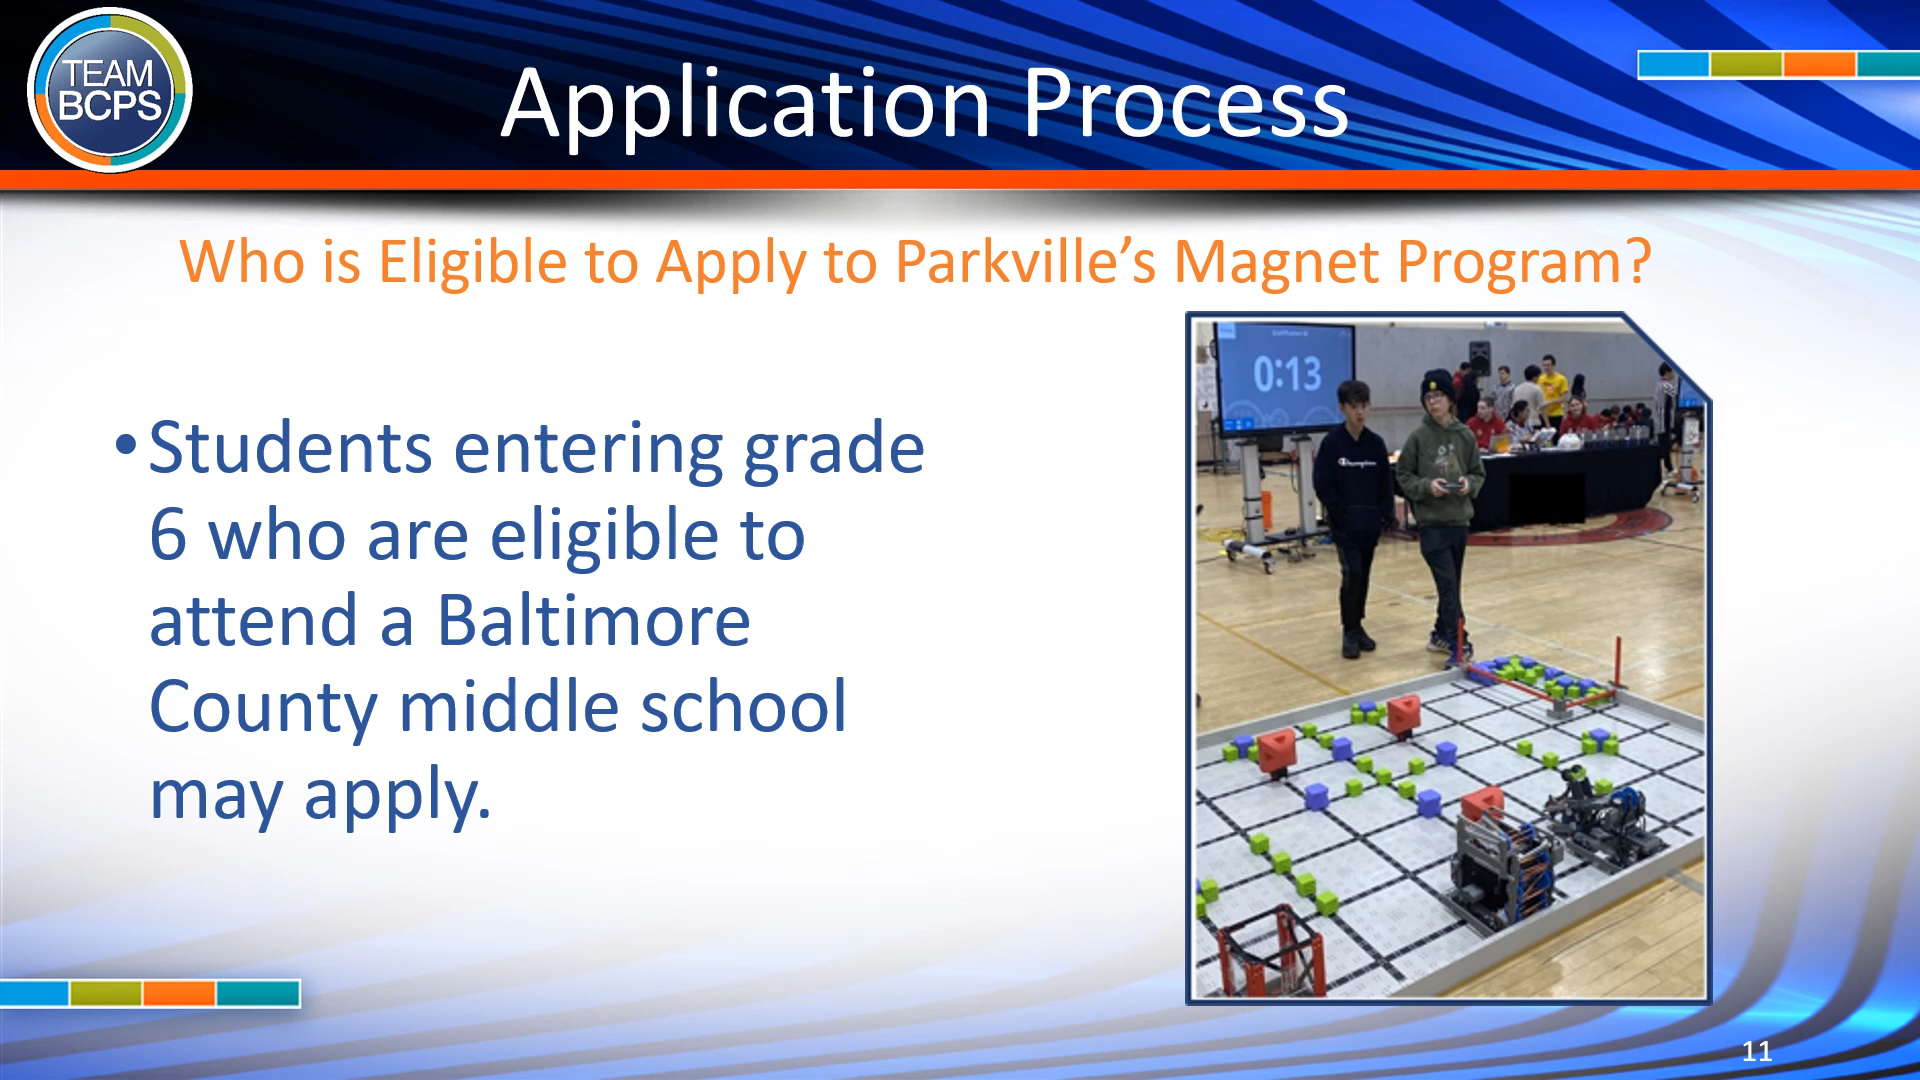 TEAM
BCPS
Application Process
Who is Eligible to Apply to Parkville’s Magnet Program?
•Students entering grade
6 who are eligible to
attend a Baltimore
County middle school
may apply.
0:13
Champion
11